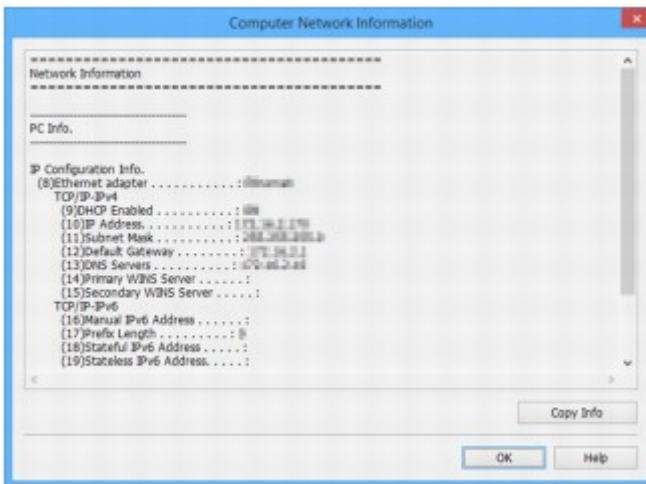 Computer Network Information
Network Information
PC Info.
IP Configuration Info.
(8)Ethernet adapter . . . . . . . . . . . :
TCP/IP-IPv4
(9)DHCP Enabled . . . . . . . . . . :
(10)IP Address. . . . . . . . . . . . :
(11)Subnet Mask . . . . . . . . . . :
(12)Default Gateway . . . . . . . . :
(13)DNS Servers . . . . . . . . . . :
(14)Primary WINS Server . . . . . . :
(15)Secondary WINS Server . . . . . :
TCP/IP-IPv6
(16)Manual IPv6 Address . . . . . . :
(17)Prefix Length . . . . . . . . . :
(18)Stateful IPv6 Address . . . . . :
(19)Stateless IPv6 Address. . . . . :
Copy Info
OK Help